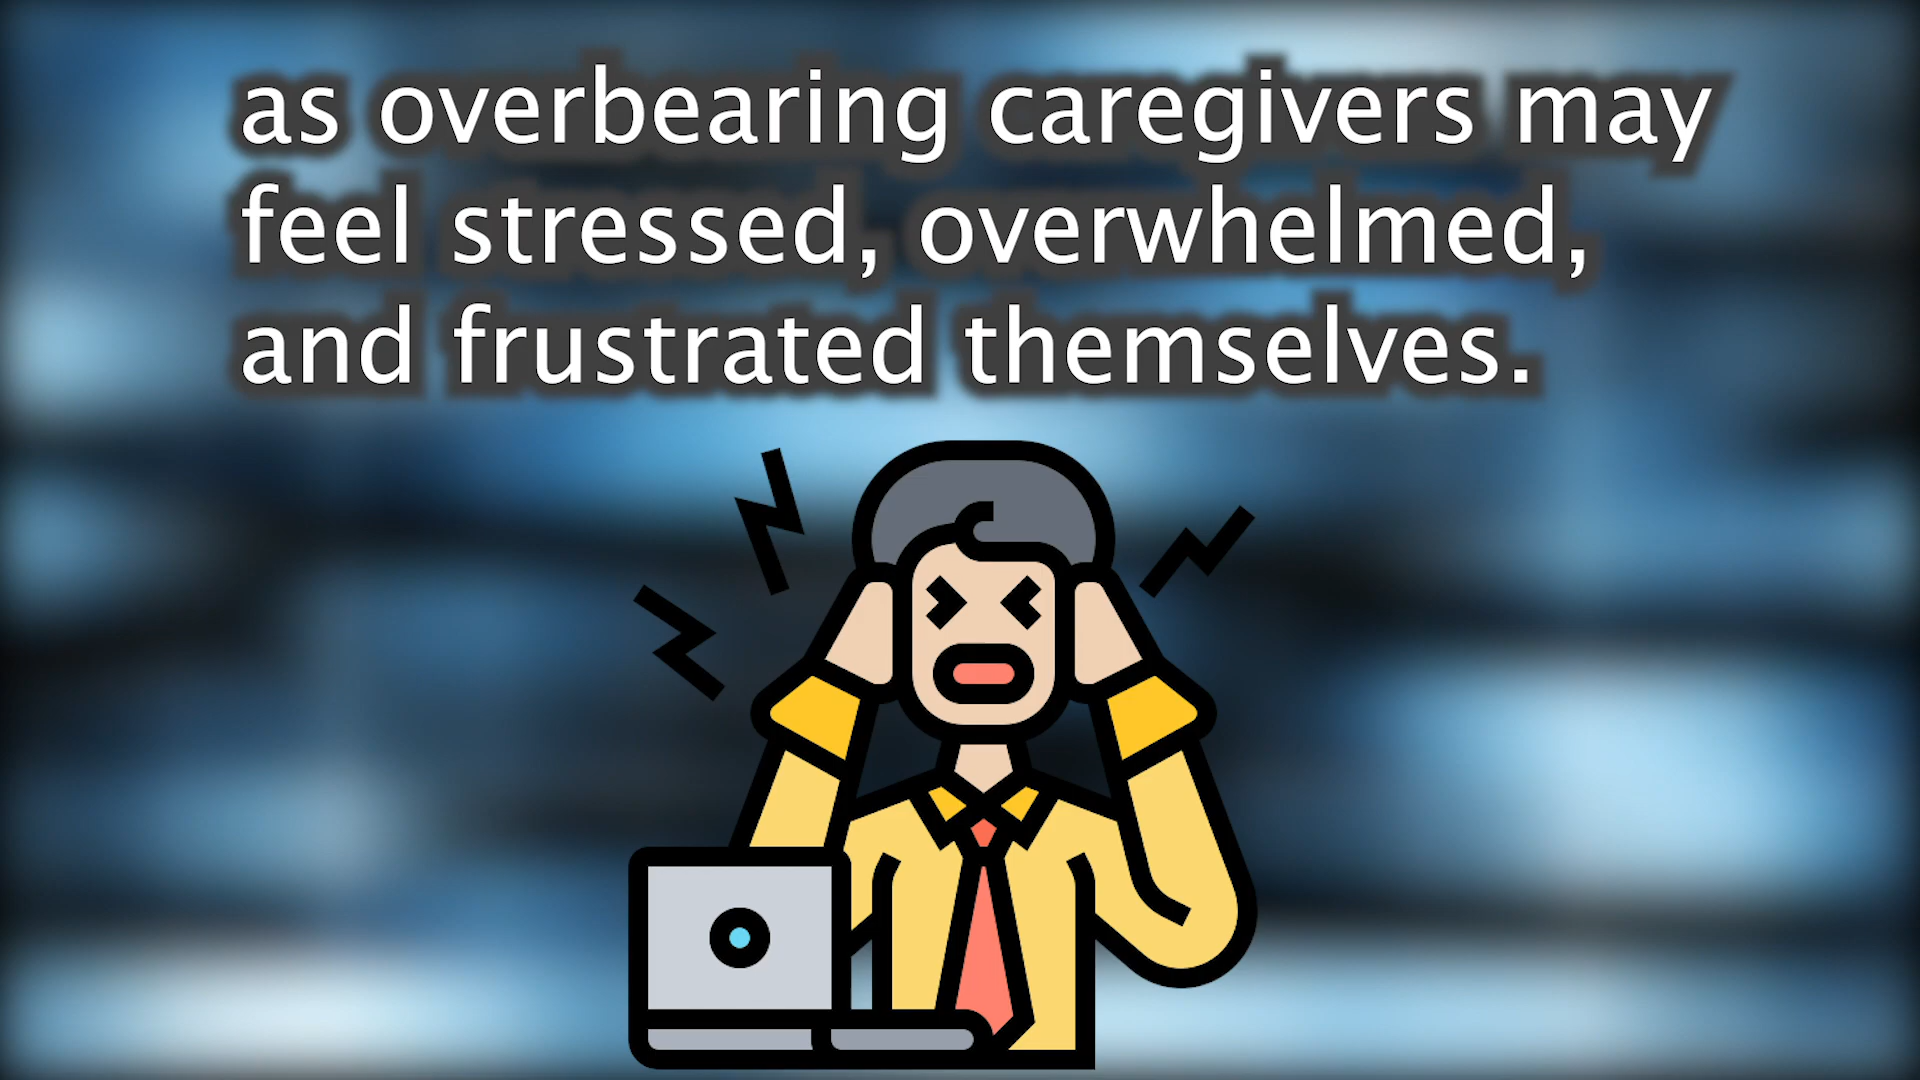 as overbearing caregivers may
feel stressed, overwhelmed,
and frustrated themselves.